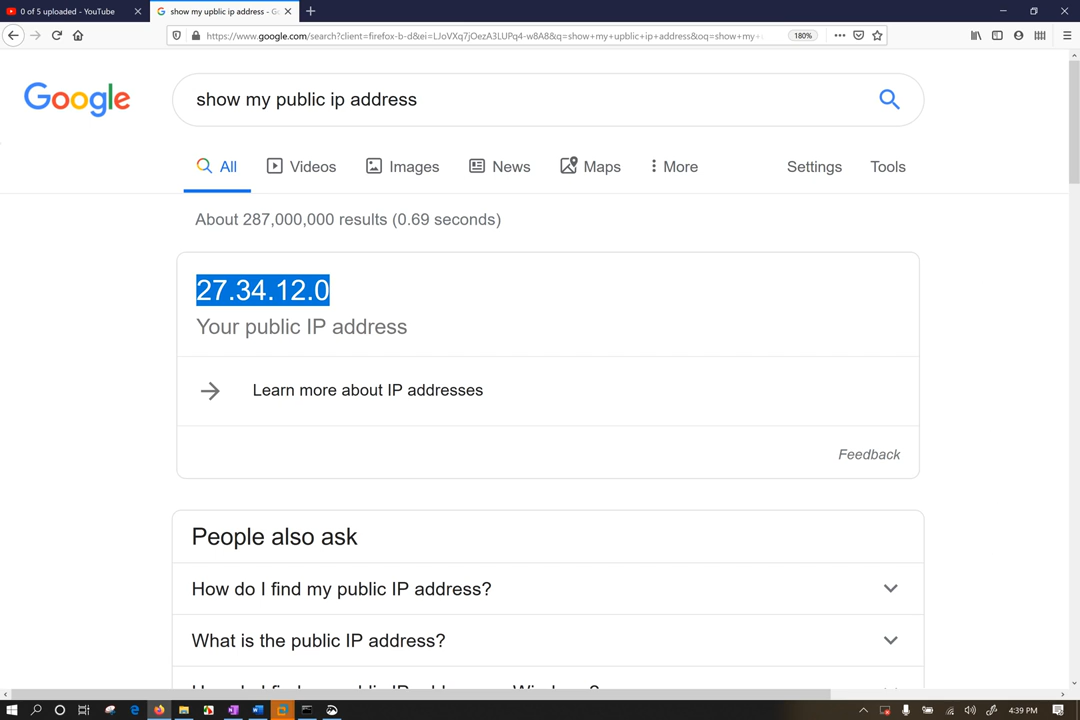 0 of 5 uploaded - YouTube
show my upblic ip address - G
https://www.google.com/search?client=firefox-b-d&ei=LJoVXq7jOezA3LUPq4-w8A8&q=show+my+upblic+ip+address&oq=show+my+
180%
Google
show my public ip address
All Videos Images News Maps More Settings Tools
About 287,000,000 results (0.69 seconds)
27.34.12.0
Your public IP address
Learn more about IP addresses
Feedback
People also ask
How do I find my public IP address?
What is the public IP address?
4:39 PM